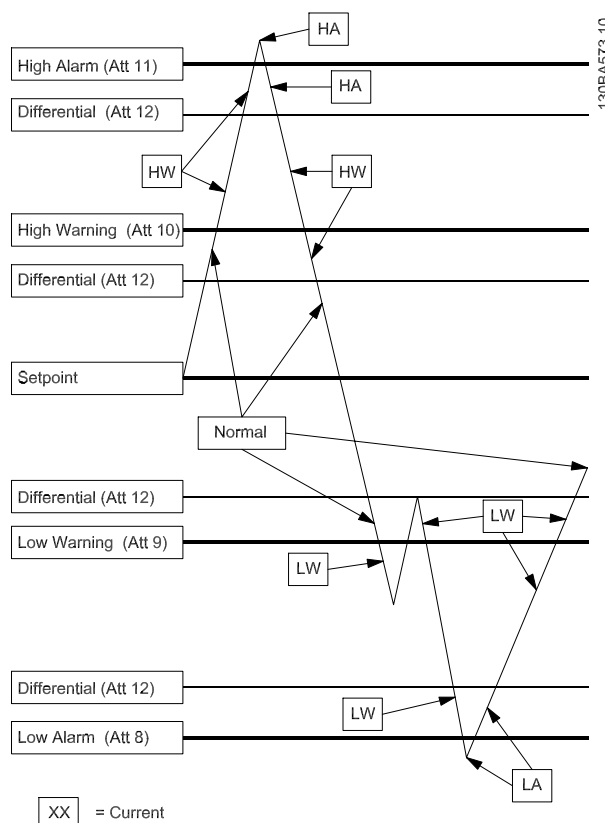 HA
130BA573.10
High Alarm (Att 11)
HA
Differential (Att 12)
HW
HW
High Warning (Att 10)
Differential (Att 12)
Setpoint
Normal
Differential (Att 12)
LW
Low Warning (Att 9)
LW
Differential (Att 12)
LW
Low Alarm (Att 8)
LA
XX = Current